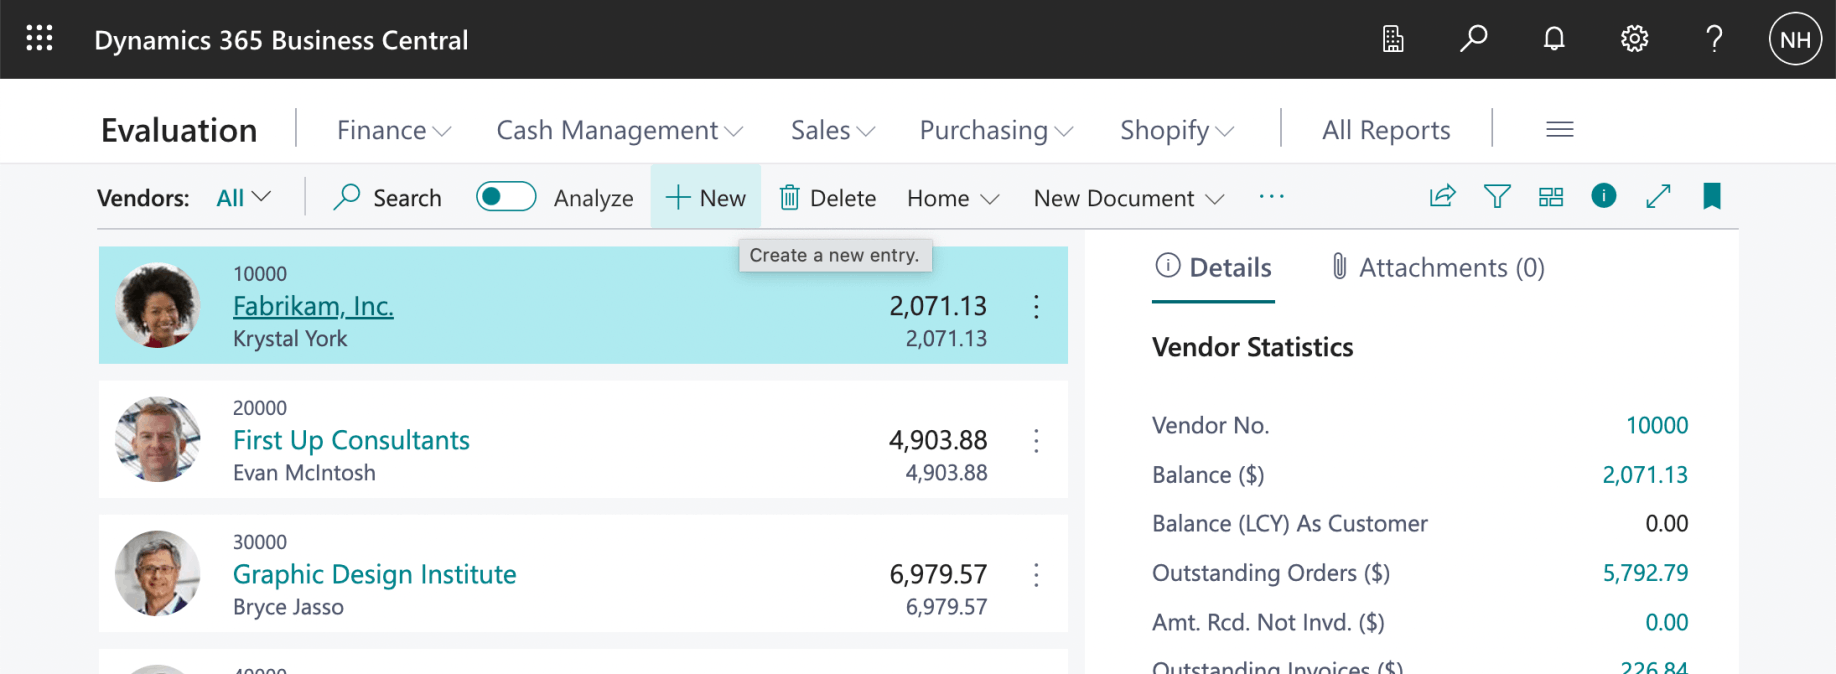 Dynamics 365 Business Central
NH
Evaluation
Finance
Cash Management
Sales
Purchasing
Shopify
All Reports
Vendors:
All
Search
Analyze
New
Delete
Home
New Document
Create a new entry.
10000
Fabrikam, Inc.
Krystal York
2,071.13
2,071.13
20000
First Up Consultants
Evan McIntosh
4,903.88
4,903.88
30000
Graphic Design Institute
Bryce Jasso
6,979.57
6,979.57
40000
Details
Attachments (0)
Vendor Statistics
Vendor No. 10000
Balance ($) 2,071.13
Balance (LCY) As Customer 0.00
Outstanding Orders ($) 5,792.79
Amt. Rcd. Not Invd. ($) 0.00
Outstanding Invoices ($) 226.84